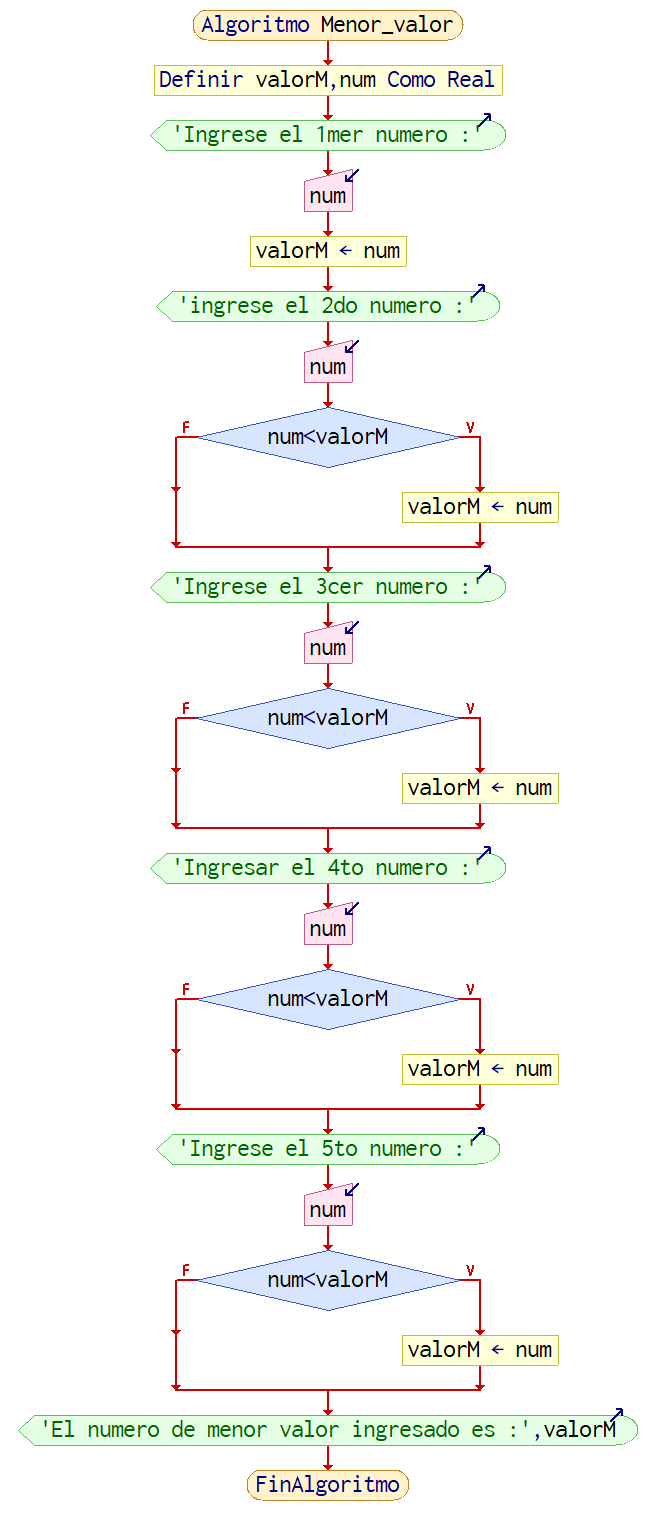 Algoritmo Menor_valor
Definir valorM,num Como Real
'Ingrese el 1mer numero :'
num
valorM ← num
'ingrese el 2do numero :'
num
num<valorM
F
V
valorM ← num
'Ingrese el 3cer numero :'
num
num<valorM
F
V
valorM ← num
'Ingresar el 4to numero :'
num
num<valorM
F
V
valorM ← num
'Ingrese el 5to numero :'
num
num<valorM
F
V
valorM ← num
'El numero de menor valor ingresado es :',valorM
FinAlgoritmo